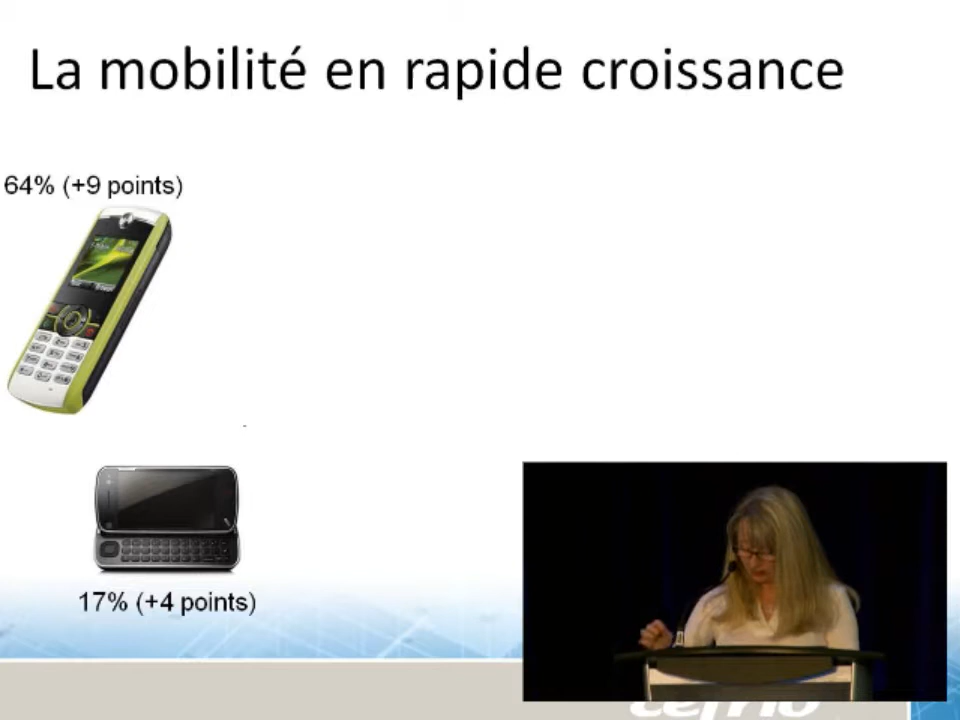 La mobilité en rapide croissance
64% (+9 points)
17% (+4 points)